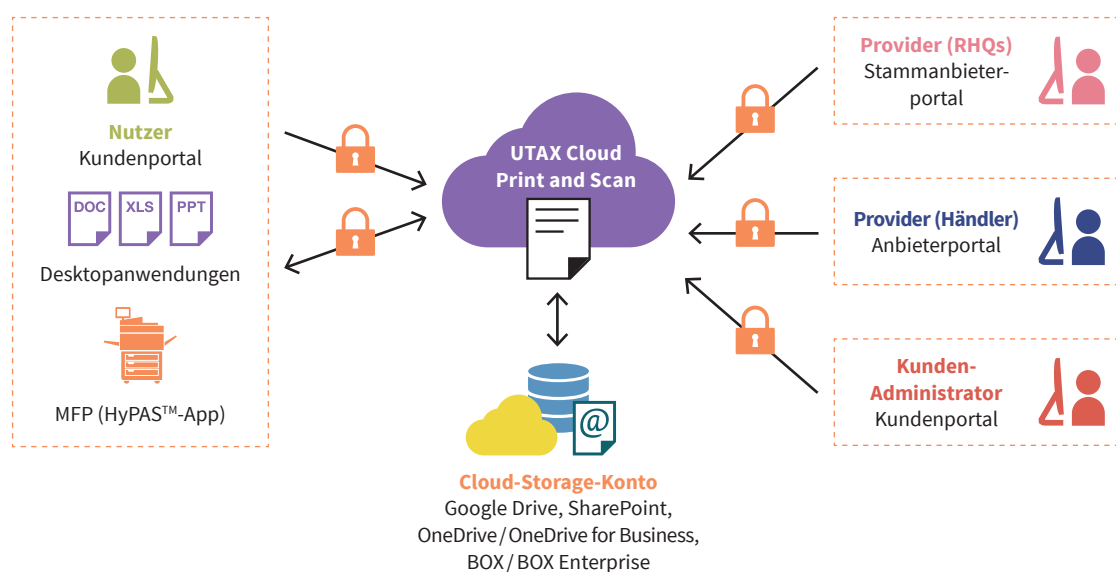 Nutzer
Kundenportal
DOC XLS PPT
Desktopanwendungen
MFP (HyPAS™-App)
UTAX Cloud
Print and Scan
@
Cloud-Storage-Konto
Google Drive, SharePoint,
OneDrive / OneDrive for Business,
BOX / BOX Enterprise
Provider (RHQs)
Stammanbieter-
portal
Provider (Händler)
Anbieterportal
Kunden-
Administrator
Kundenportal